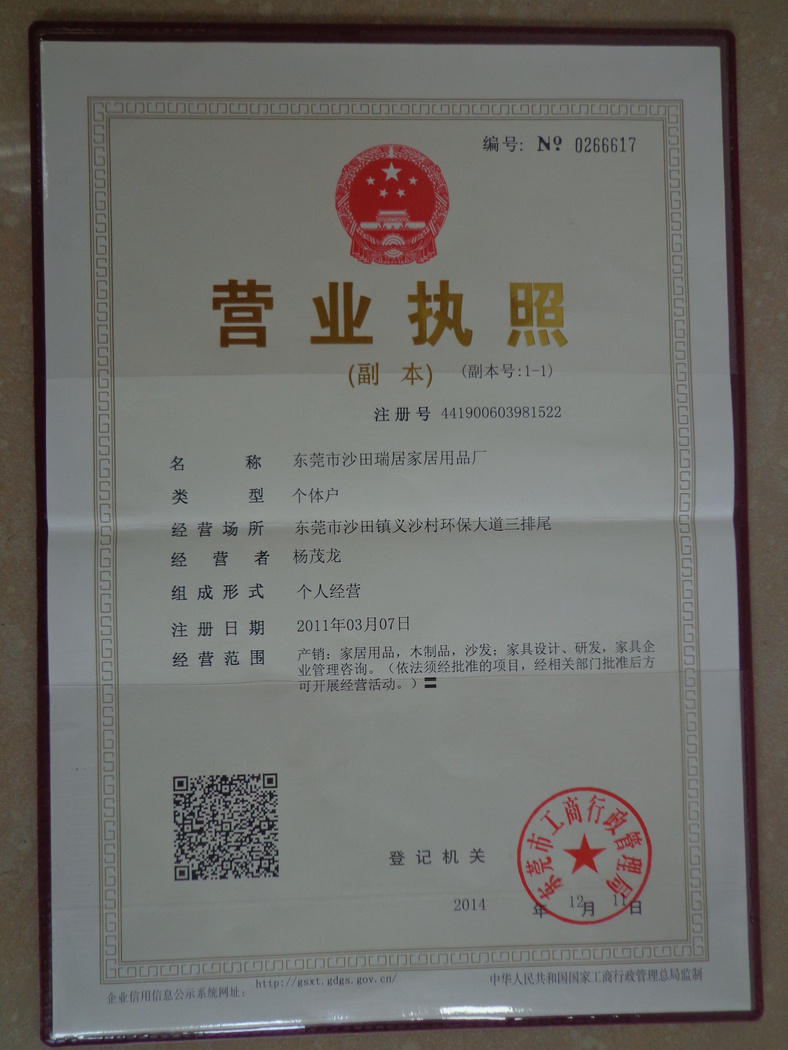 编号: Nº 0266617
营业执照
(副 本) (副本号:1-1)
注册号 441900603981522
名 称 东莞市沙田瑞居家居用品厂
类 型 个体户
经营场所 东莞市沙田镇义沙村环保大道三排尾
经 营 者 杨茂龙
组成形式 个人经营
注册日期 2011年03月07日
经营范围 产销：家居用品，木制品，沙发；家具设计、研发，家具企
业管理咨询。（依法须经批准的项目，经相关部门批准后方
可开展经营活动。）〓
东莞市工商行政管理局
登记机关
2014 年 12 月 11 日
企业信用信息公示系统网址： http://gsxt.gdgs.gov.cn/
中华人民共和国国家工商行政管理总局监制